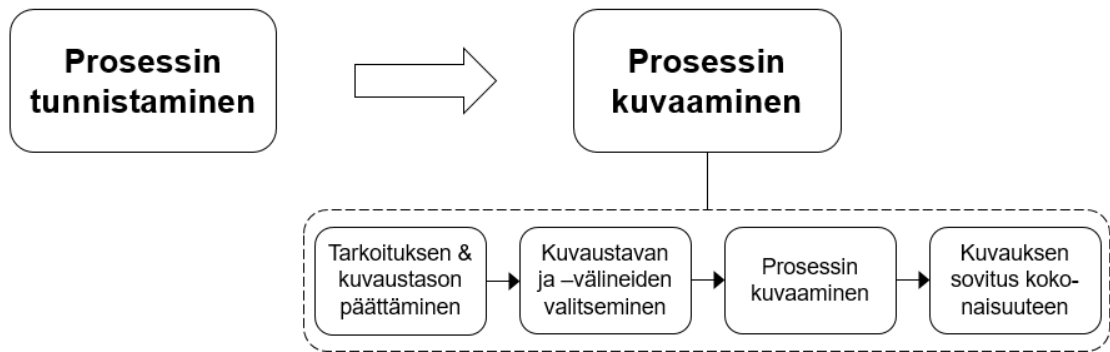 Prosessin
tunnistaminen
Prosessin
kuvaaminen
Tarkoituksen &
kuvaustason
päättäminen
Kuvaustavan
ja –välineiden
valitseminen
Prosessin
kuvaaminen
Kuvauksen
sovitus koko-
naisuuteen